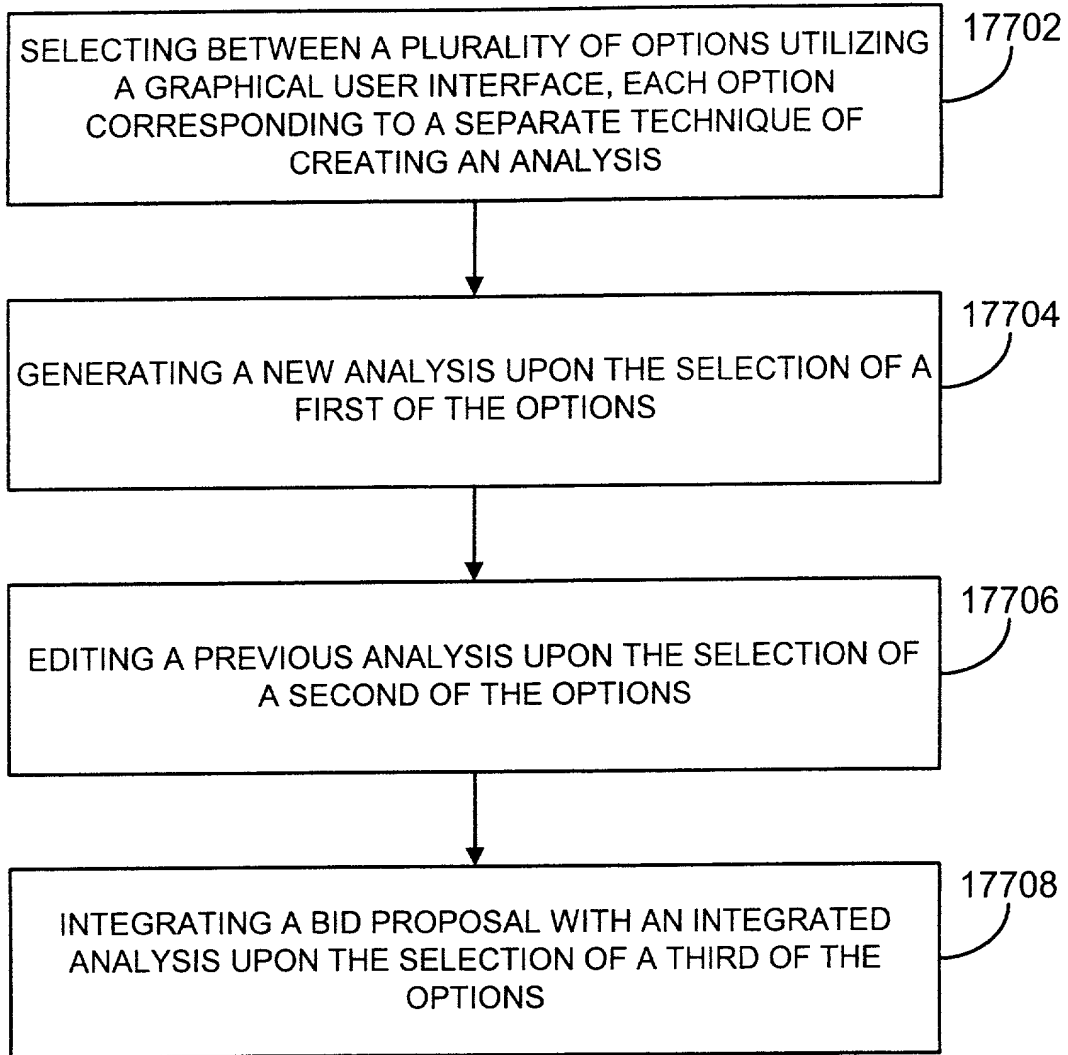 17702
SELECTING BETWEEN A PLURALITY OF OPTIONS UTILIZING
A GRAPHICAL USER INTERFACE, EACH OPTION
CORRESPONDING TO A SEPARATE TECHNIQUE OF
CREATING AN ANALYSIS
17704
GENERATING A NEW ANALYSIS UPON THE SELECTION OF A
FIRST OF THE OPTIONS
17706
EDITING A PREVIOUS ANALYSIS UPON THE SELECTION OF
A SECOND OF THE OPTIONS
17708
INTEGRATING A BID PROPOSAL WITH AN INTEGRATED
ANALYSIS UPON THE SELECTION OF A THIRD OF THE
OPTIONS